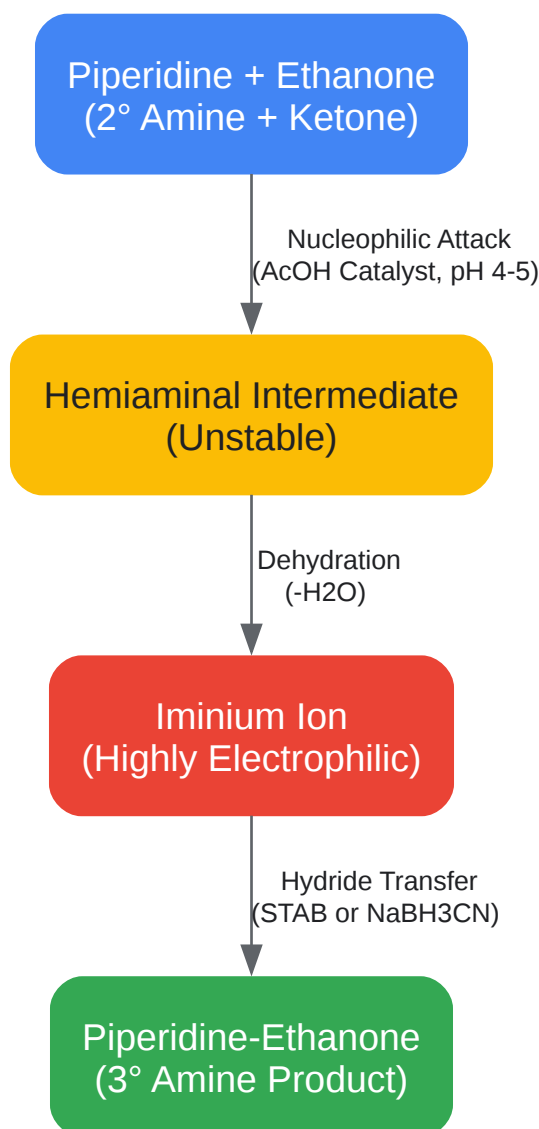 Piperidine + Ethanone
(2° Amine + Ketone)
Nucleophilic Attack
(AcOH Catalyst, pH 4-5)
Hemiaminal Intermediate
(Unstable)
Dehydration
(-H2O)
Iminium Ion
(Highly Electrophilic)
Hydride Transfer
(STAB or NaBH3CN)
Piperidine-Ethanone
(3° Amine Product)